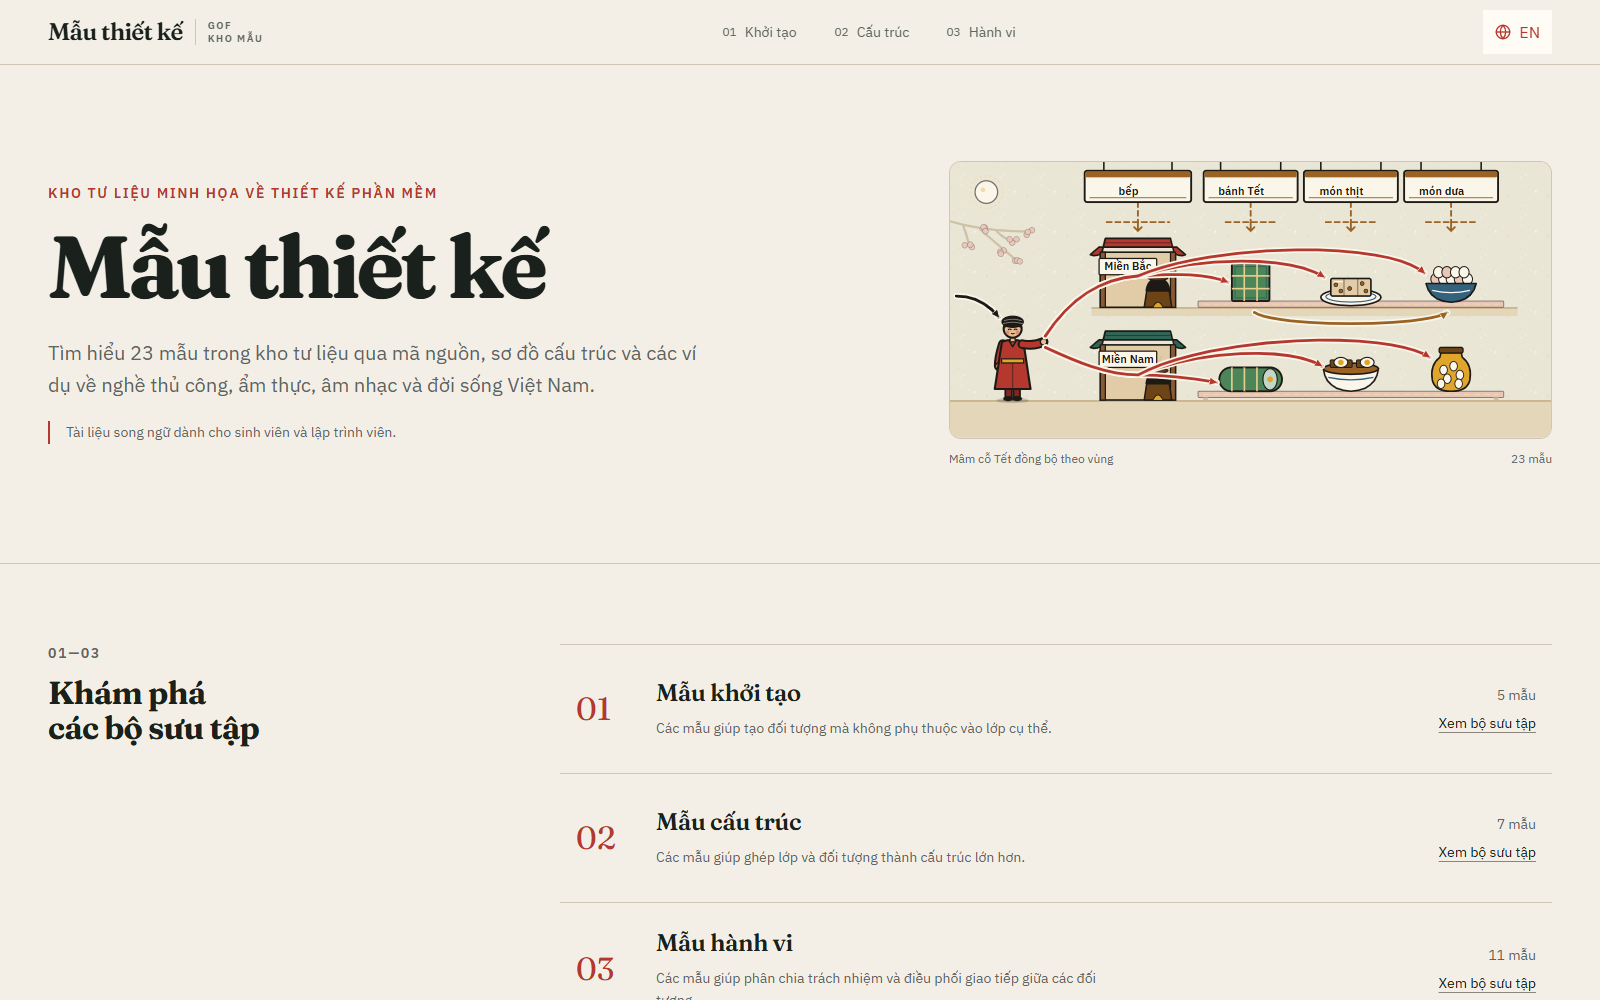 Mẫu thiết kế
GOF
KHO MẪU
01 Khởi tạo
02 Cấu trúc
03 Hành vi
EN
KHO TƯ LIỆU MINH HỌA VỀ THIẾT KẾ PHẦN MỀM
Mẫu thiết kế
Tìm hiểu 23 mẫu trong kho tư liệu qua mã nguồn, sơ đồ cấu trúc và các ví
dụ về nghề thủ công, ẩm thực, âm nhạc và đời sống Việt Nam.
Tài liệu song ngữ dành cho sinh viên và lập trình viên.
bếp
bánh Tết
món thịt
món dưa
Miền Bắc
Miền Nam
Mâm cỗ Tết đồng bộ theo vùng
23 mẫu
01—03
Khám phá
các bộ sưu tập
01
Mẫu khởi tạo
Các mẫu giúp tạo đối tượng mà không phụ thuộc vào lớp cụ thể.
5 mẫu
Xem bộ sưu tập
02
Mẫu cấu trúc
Các mẫu giúp ghép lớp và đối tượng thành cấu trúc lớn hơn.
7 mẫu
Xem bộ sưu tập
03
Mẫu hành vi
Các mẫu giúp phân chia trách nhiệm và điều phối giao tiếp giữa các đối
tượng.
11 mẫu
Xem bộ sưu tập